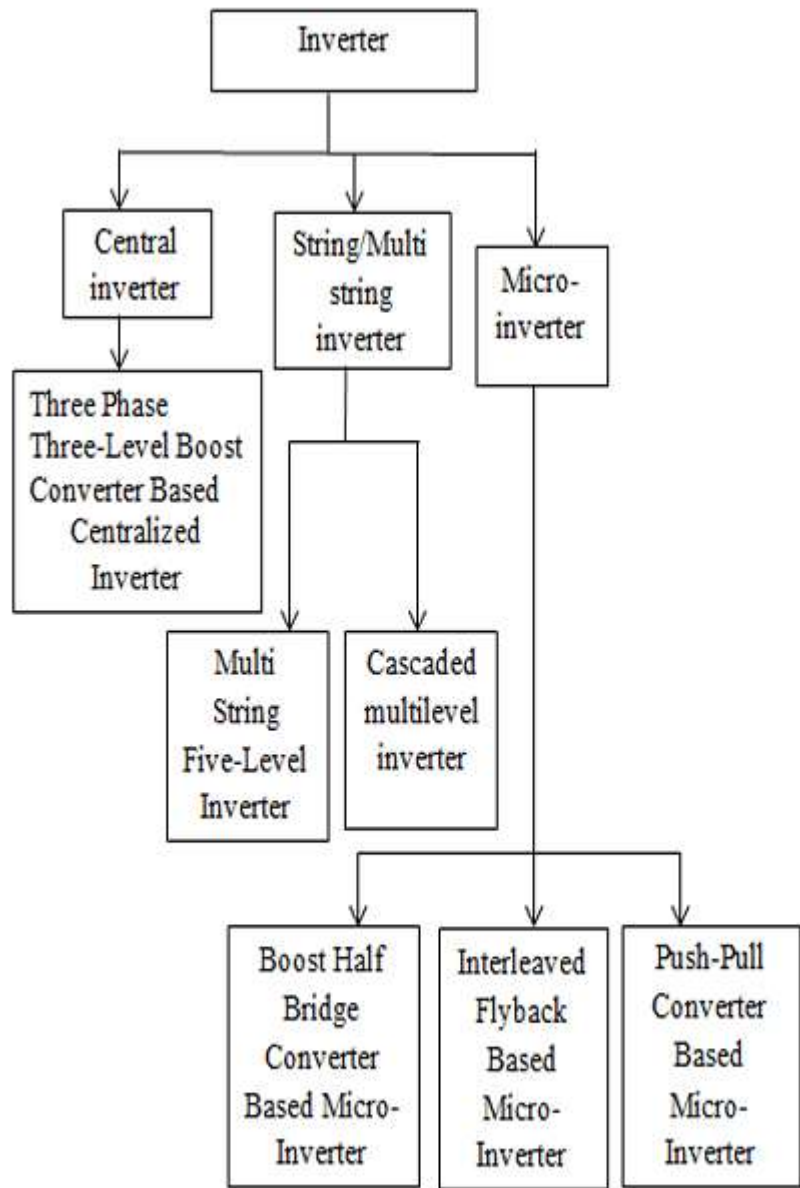 Inverter
Central
inverter
String/Multi
string
inverter
Micro-
inverter
Three Phase
Three-Level Boost
Converter Based
Centralized
Inverter
Multi
String
Five-Level
Inverter
Cascaded
multilevel
inverter
Boost Half
Bridge
Converter
Based Micro-
Inverter
Interleaved
Flyback
Based
Micro-
Inverter
Push-Pull
Converter
Based
Micro-
Inverter